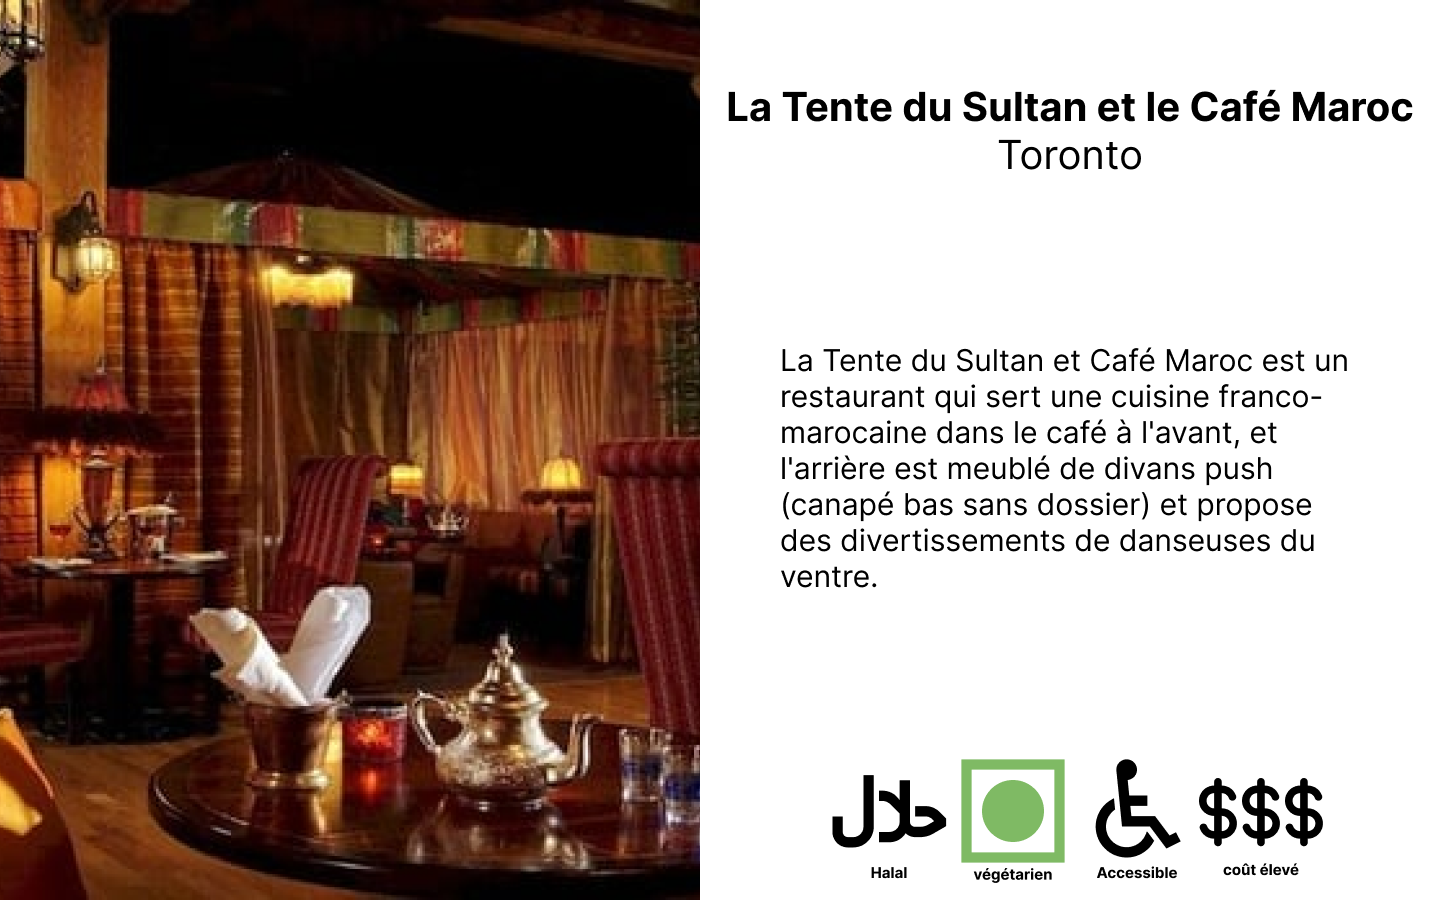 La Tente du Sultan et le Café Maroc
Toronto
La Tente du Sultan et Café Maroc est un
restaurant qui sert une cuisine franco-
marocaine dans le café à l'avant, et
l'arrière est meublé de divans push
(canapé bas sans dossier) et propose
des divertissements de danseuses du
ventre.
حلال
$$$
Halal
végétarien
Accessible
coût élevé